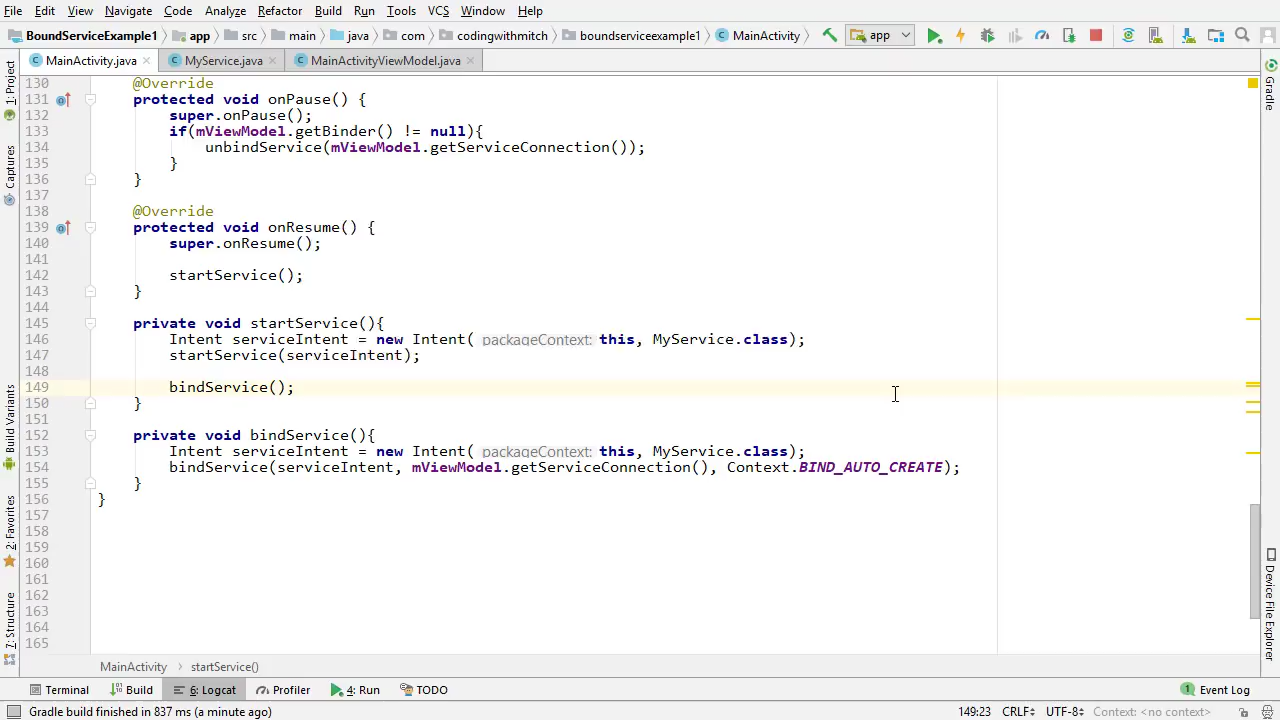 File Edit View Navigate Code Analyze Refactor Build Run Tools VCS Window Help
BoundServiceExample1 app src main java com codingwithmitch boundserviceexample1 MainActivity app
MainActivity.java MyService.java MainActivityViewModel.java
1: Project
Captures
Build Variants
2: Favorites
7: Structure
130 @Override
131 protected void onPause() {
132 super.onPause();
133 if(mViewModel.getBinder() != null){
134 unbindService(mViewModel.getServiceConnection());
135 }
136 }
137
138 @Override
139 protected void onResume() {
140 super.onResume();
141
142 startService();
143 }
144
145 private void startService(){
146 Intent serviceIntent = new Intent( packageContext: this, MyService.class);
147 startService(serviceIntent);
148
149 bindService();
150 }
151
152 private void bindService(){
153 Intent serviceIntent = new Intent( packageContext: this, MyService.class);
154 bindService(serviceIntent, mViewModel.getServiceConnection(), Context.BIND_AUTO_CREATE);
155 }
156 }
157
158
159
160
161
162
163
164
165
Gradle
Device File Explorer
MainActivity startService()
Terminal Build 6: Logcat Profiler 4: Run TODO 1 Event Log
Gradle build finished in 837 ms (a minute ago) 149:23 CRLF UTF-8 Context: <no context>